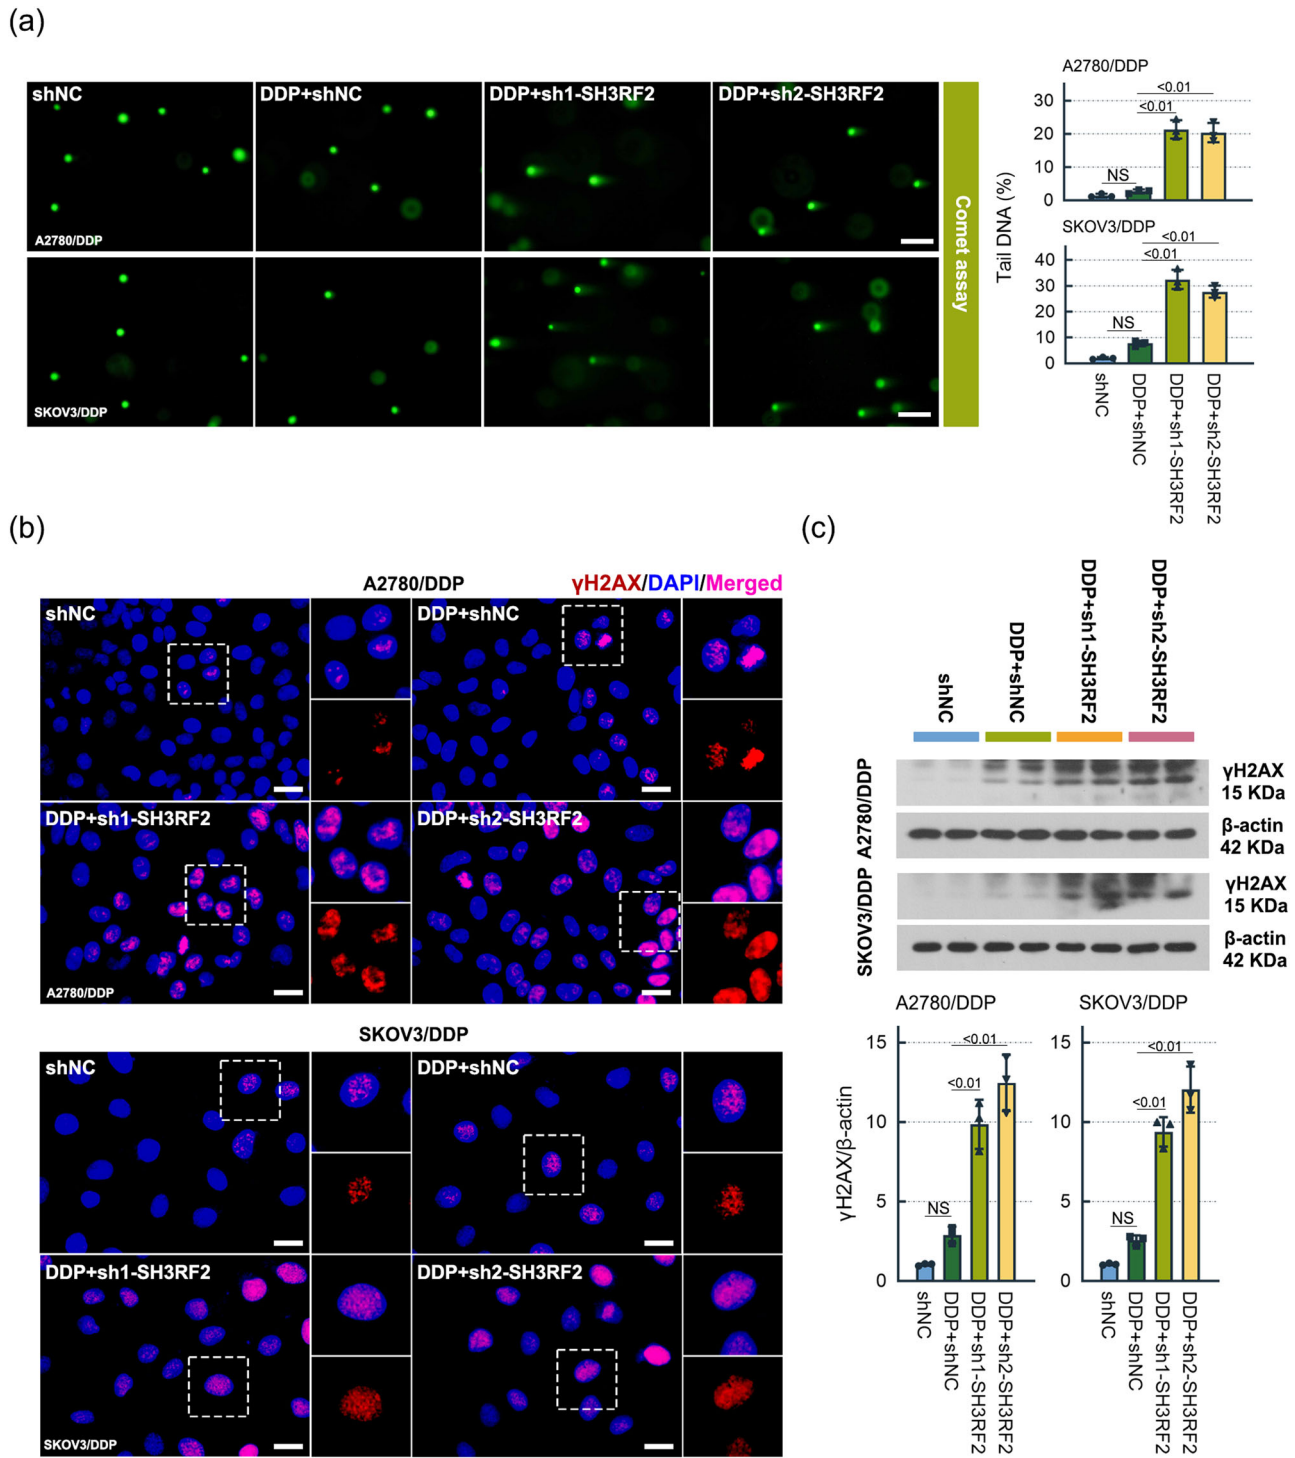 (a)
shNC
DDP+shNC
DDP+sh1-SH3RF2
DDP+sh2-SH3RF2
A2780/DDP
SKOV3/DDP
Comet assay
Tail DNA (%)
A2780/DDP
30
20
10
0
NS
<0.01
<0.01
SKOV3/DDP
40
30
20
10
0
NS
<0.01
<0.01
shNC
DDP+shNC
DDP+sh1-SH3RF2
DDP+sh2-SH3RF2
(b)
A2780/DDP
γH2AX/DAPI/Merged
shNC
DDP+shNC
DDP+sh1-SH3RF2
DDP+sh2-SH3RF2
A2780/DDP
SKOV3/DDP
shNC
DDP+shNC
DDP+sh1-SH3RF2
DDP+sh2-SH3RF2
SKOV3/DDP
(c)
shNC
DDP+shNC
DDP+sh1-SH3RF2
DDP+sh2-SH3RF2
A2780/DDP
γH2AX
15 KDa
β-actin
42 KDa
SKOV3/DDP
γH2AX
15 KDa
β-actin
42 KDa
γH2AX/β-actin
A2780/DDP
15
10
5
0
NS
<0.01
<0.01
shNC
DDP+shNC
DDP+sh1-SH3RF2
DDP+sh2-SH3RF2
SKOV3/DDP
15
10
5
0
NS
<0.01
<0.01
shNC
DDP+shNC
DDP+sh1-SH3RF2
DDP+sh2-SH3RF2